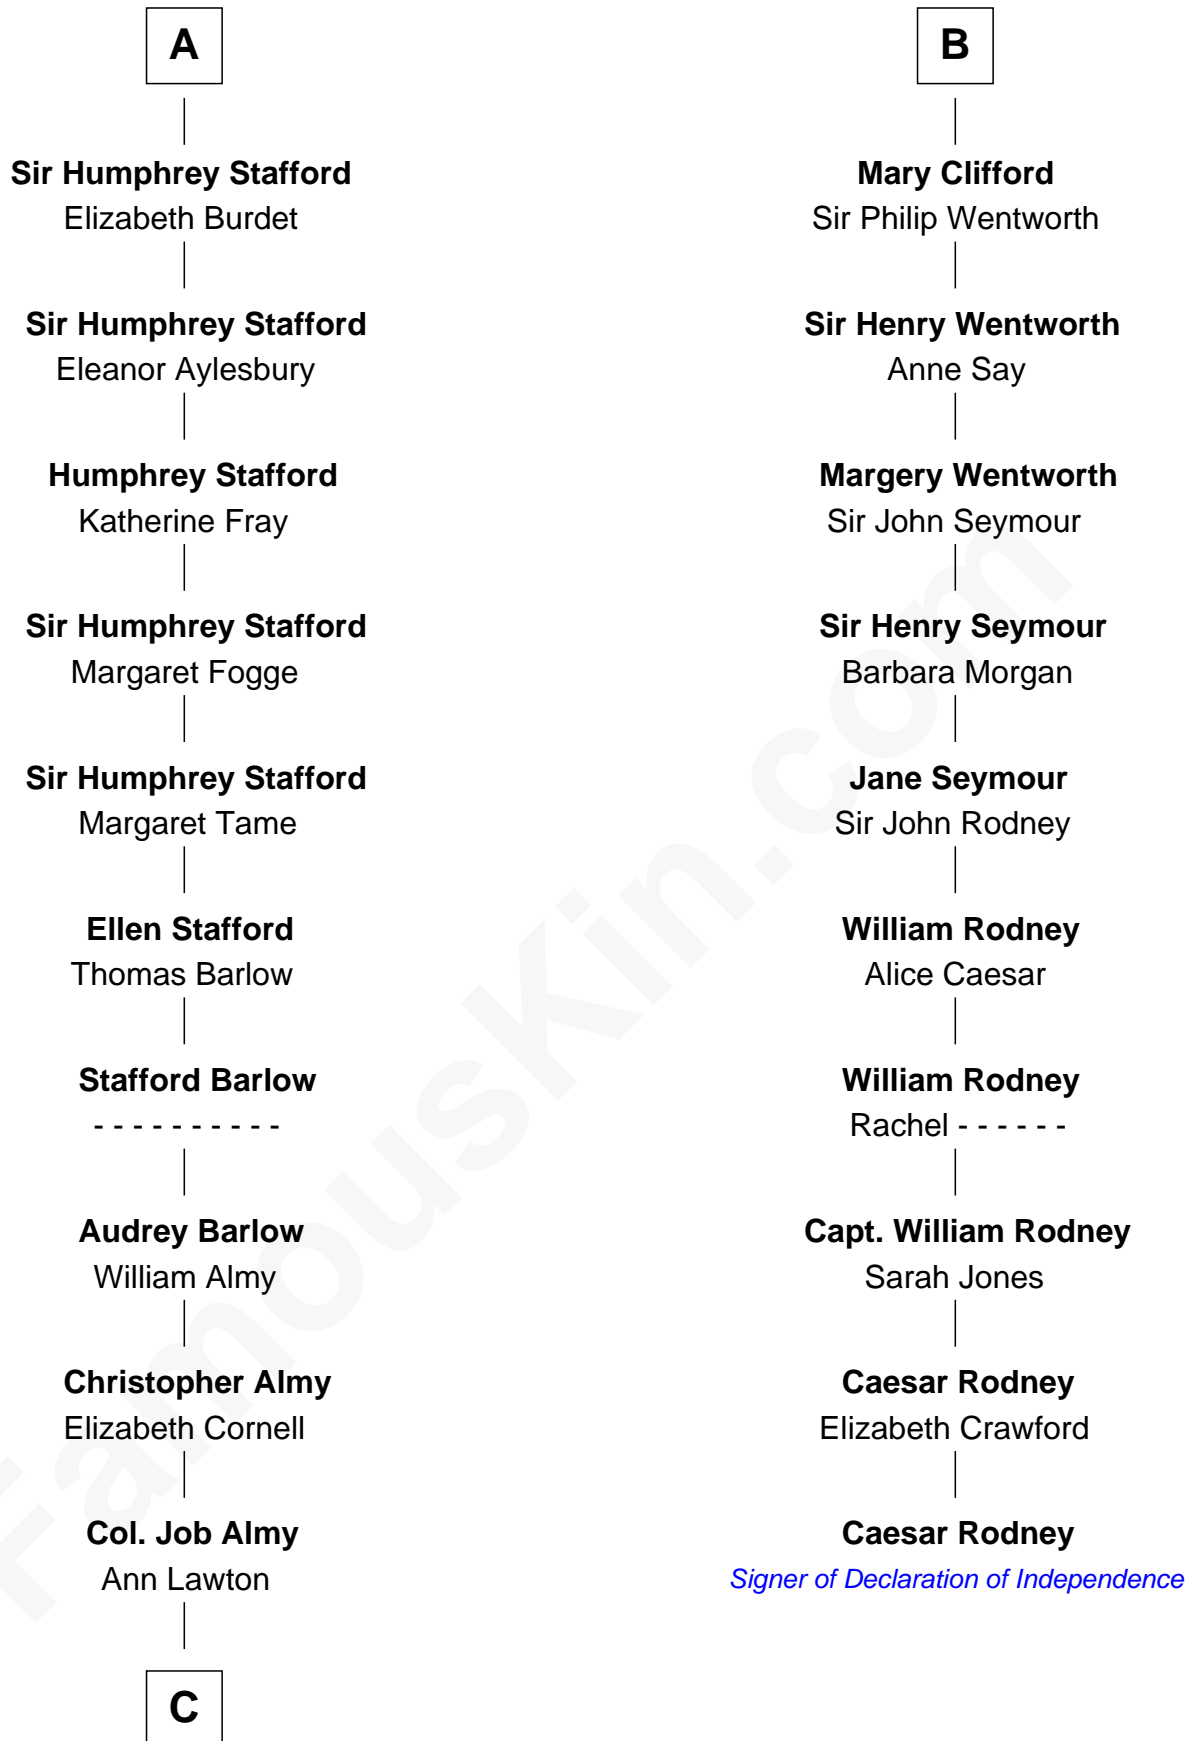 A
Sir Humphrey Stafford
Elizabeth Burdet
Sir Humphrey Stafford
Eleanor Aylesbury
Humphrey Stafford
Katherine Fray
Sir Humphrey Stafford
Margaret Fogge
Sir Humphrey Stafford
Margaret Tame
Ellen Stafford
Thomas Barlow
Stafford Barlow
- - - - - - - - - -
Audrey Barlow
William Almy
Christopher Almy
Elizabeth Cornell
Col. Job Almy
Ann Lawton
C
B
Mary Clifford
Sir Philip Wentworth
Sir Henry Wentworth
Anne Say
Margery Wentworth
Sir John Seymour
Sir Henry Seymour
Barbara Morgan
Jane Seymour
Sir John Rodney
William Rodney
Alice Caesar
William Rodney
Rachel - - - - - -
Capt. William Rodney
Sarah Jones
Caesar Rodney
Elizabeth Crawford
Caesar Rodney
Signer of Declaration of Independence
FamousKin.com